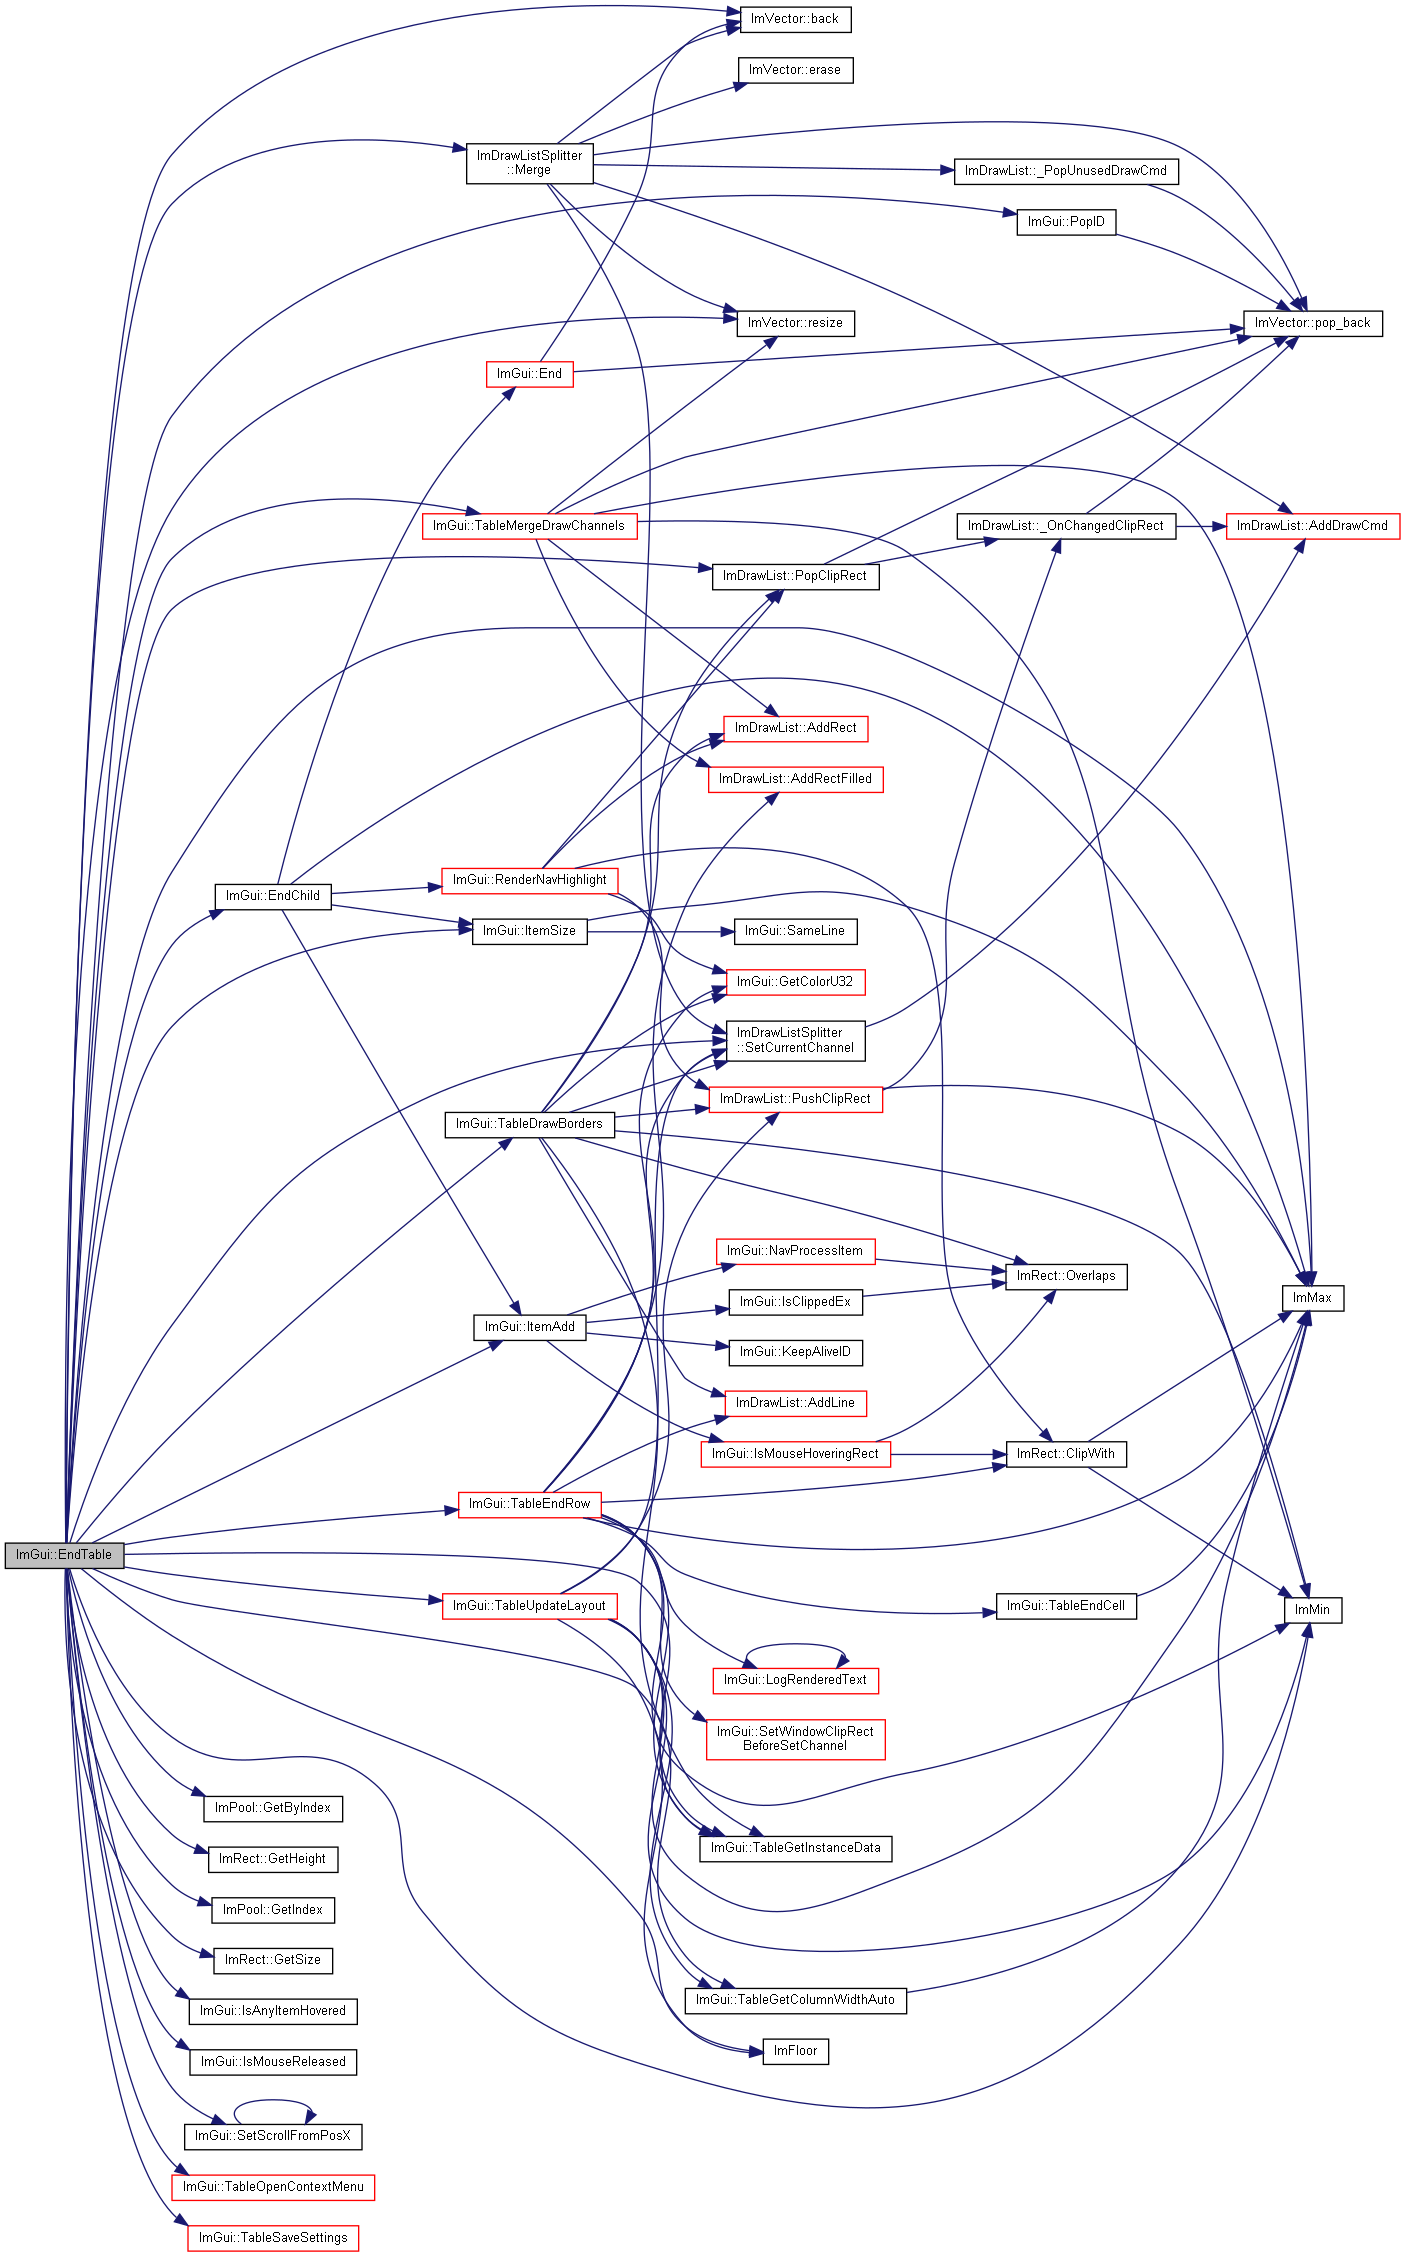 ImVector::back
ImVector::erase
ImDrawListSplitter
::Merge
ImDrawList::_PopUnusedDrawCmd
ImGui::PopID
ImVector::resize
ImVector::pop_back
ImGui::End
ImGui::TableMergeDrawChannels
ImDrawList::_OnChangedClipRect
ImDrawList::AddDrawCmd
ImDrawList::PopClipRect
ImDrawList::AddRect
ImDrawList::AddRectFilled
ImGui::RenderNavHighlight
ImGui::EndChild
ImGui::ItemSize
ImGui::SameLine
ImGui::GetColorU32
ImDrawListSplitter
::SetCurrentChannel
ImDrawList::PushClipRect
ImGui::TableDrawBorders
ImGui::NavProcessItem
ImRect::Overlaps
ImGui::IsClippedEx
ImMax
ImGui::ItemAdd
ImGui::KeepAliveID
ImDrawList::AddLine
ImGui::IsMouseHoveringRect
ImRect::ClipWith
ImGui::TableEndRow
ImGui::EndTable
ImGui::TableUpdateLayout
ImGui::TableEndCell
ImMin
ImGui::LogRenderedText
ImGui::SetWindowClipRect
BeforeSetChannel
ImPool::GetByIndex
ImGui::TableGetInstanceData
ImRect::GetHeight
ImPool::GetIndex
ImRect::GetSize
ImGui::TableGetColumnWidthAuto
ImGui::IsAnyItemHovered
ImFloor
ImGui::IsMouseReleased
ImGui::SetScrollFromPosX
ImGui::TableOpenContextMenu
ImGui::TableSaveSettings